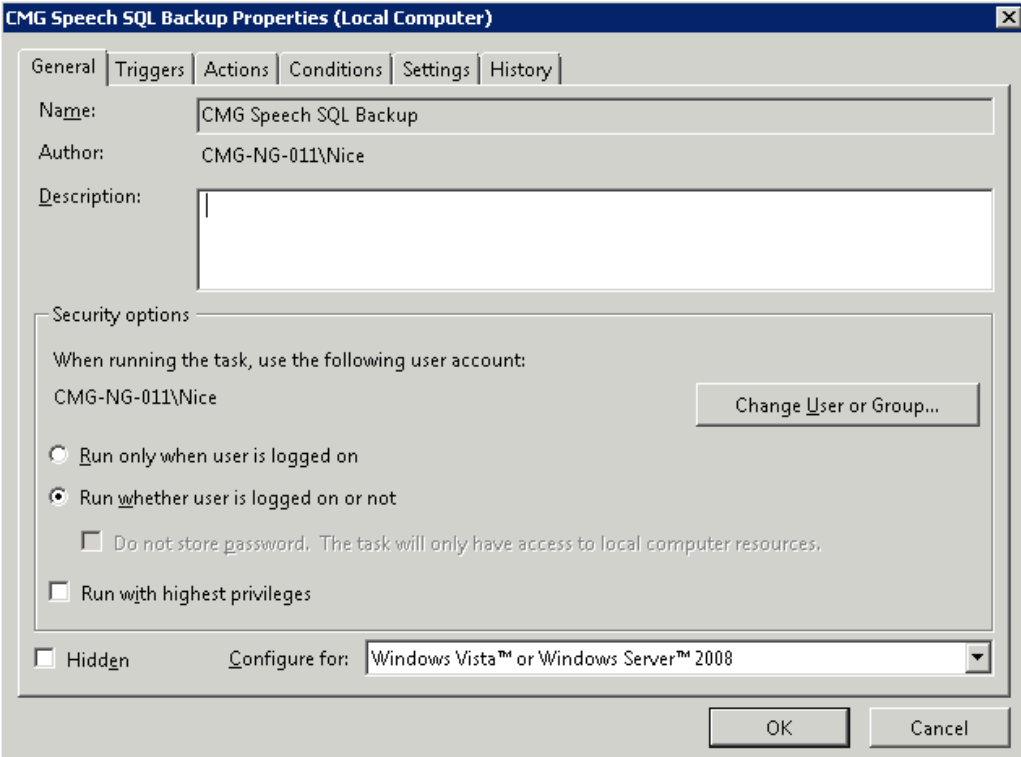 CMG Speech SQL Backup Properties (Local Computer)
General Triggers Actions Conditions Settings History
Name: CMG Speech SQL Backup
Author: CMG-NG-011\Nice
Description:
Security options
When running the task, use the following user account:
CMG-NG-011\Nice
Change User or Group...
Run only when user is logged on
Run whether user is logged on or not
Do not store password. The task will only have access to local computer resources.
Run with highest privileges
Hidden Configure for: Windows Vista™ or Windows Server™ 2008
OK Cancel